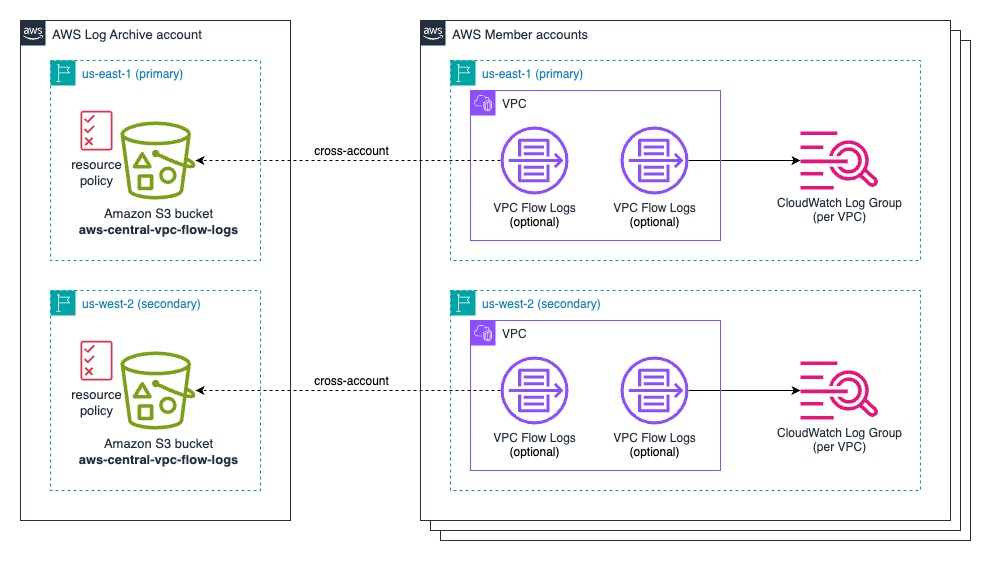 aws
AWS Log Archive account
us-east-1 (primary)
resource
policy
Amazon S3 bucket
aws-central-vpc-flow-logs
us-west-2 (secondary)
resource
policy
Amazon S3 bucket
aws-central-vpc-flow-logs
cross-account
cross-account
aws
AWS Member accounts
us-east-1 (primary)
VPC
VPC Flow Logs
(optional)
VPC Flow Logs
(optional)
CloudWatch Log Group
(per VPC)
us-west-2 (secondary)
VPC
VPC Flow Logs
(optional)
VPC Flow Logs
(optional)
CloudWatch Log Group
(per VPC)